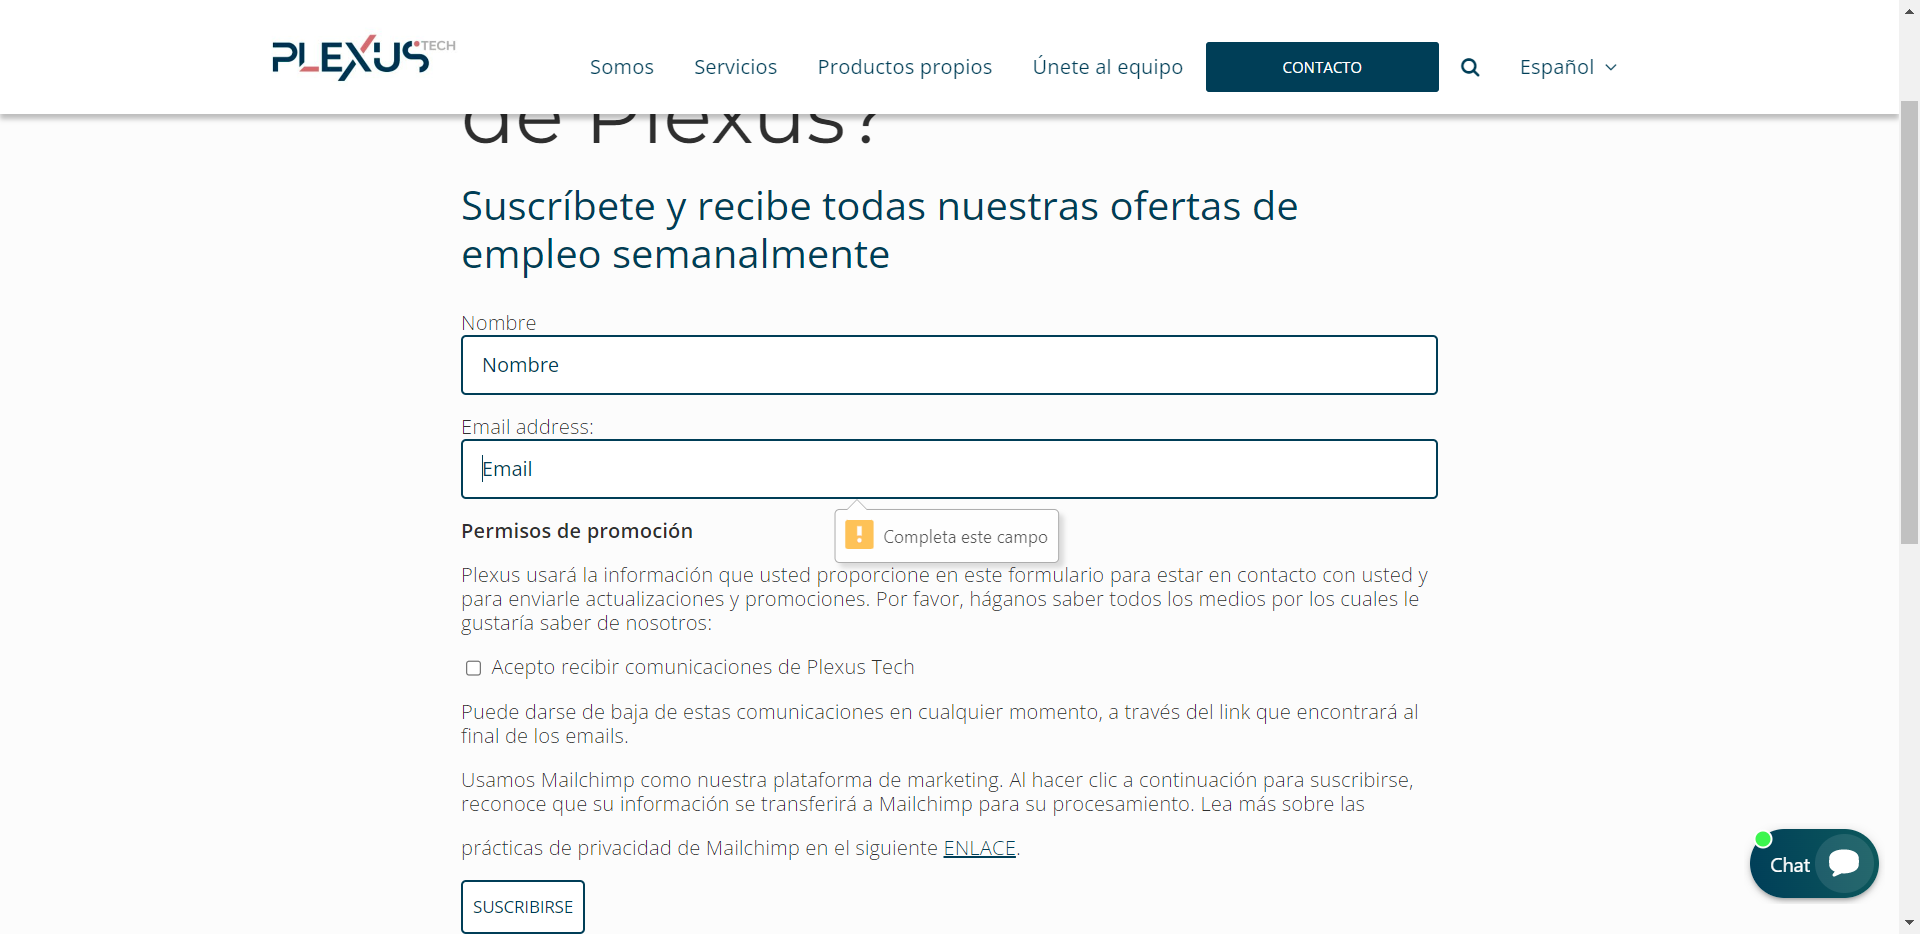 PLEXUS TECH
Somos
Servicios
Productos propios
Únete al equipo
CONTACTO
Español
de Plexus?
Suscríbete y recibe todas nuestras ofertas de
empleo semanalmente
Nombre
Nombre
Email address:
Email
Completa este campo
Permisos de promoción
Plexus usará la información que usted proporcione en este formulario para estar en contacto con usted y
para enviarle actualizaciones y promociones. Por favor, háganos saber todos los medios por los cuales le
gustaría saber de nosotros:
Acepto recibir comunicaciones de Plexus Tech
Puede darse de baja de estas comunicaciones en cualquier momento, a través del link que encontrará al
final de los emails.
Usamos Mailchimp como nuestra plataforma de marketing. Al hacer clic a continuación para suscribirse,
reconoce que su información se transferirá a Mailchimp para su procesamiento. Lea más sobre las
prácticas de privacidad de Mailchimp en el siguiente ENLACE.
Chat
SUSCRIBIRSE